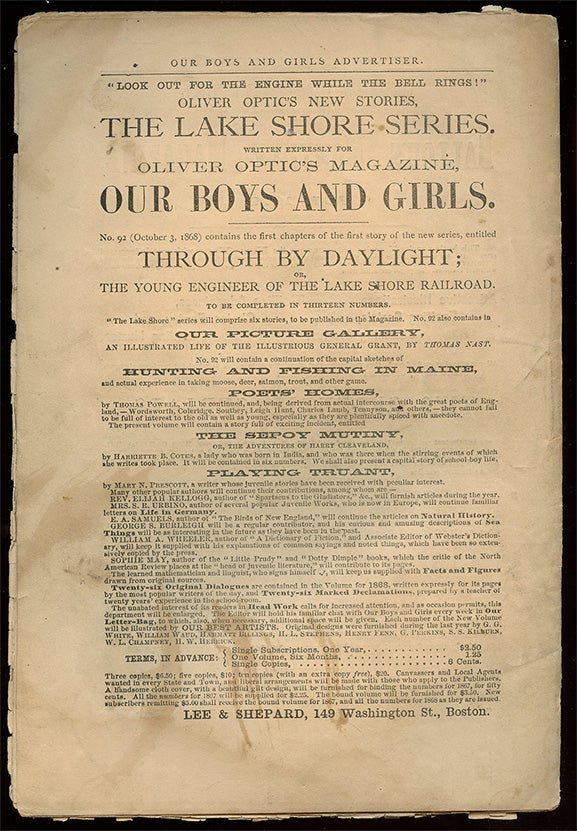 OUR BOYS AND GIRLS ADVERTISER.
"LOOK OUT FOR THE ENGINE WHILE THE BELL RINGS!"
OLIVER OPTIC'S NEW STORIES,
THE LAKE SHORE SERIES.
WRITTEN EXPRESSLY FOR
OLIVER OPTIC'S MAGAZINE,
OUR BOYS AND GIRLS.
No. 92 (October 3, 1868) contains the first chapters of the first story of the new series, entitled
THROUGH BY DAYLIGHT;
OR,
THE YOUNG ENGINEER OF THE LAKE SHORE RAILROAD.
TO BE COMPLETED IN THIRTEEN NUMBERS.
"The Lake Shore" series will comprise six stories, to be published in the Magazine. No. 92 also contains in
OUR PICTURE GALLERY,
AN ILLUSTRATED LIFE OF THE ILLUSTRIOUS GENERAL GRANT, BY THOMAS NAST.
No. 92 will contain a continuation of the capital sketches of
HUNTING AND FISHING IN MAINE,
and actual experience in taking moose, deer, salmon, trout, and other game.
POETS' HOMES,
by THOMAS POWELL, will be continued, and, being derived from actual intercourse with the great poets of Eng-
land, — Wordsworth, Coleridge, Southey, Leigh Hunt, Charles Lamb, Tennyson, and others, — they cannot fail
to be full of interest to the old as well as young, especially as they are plentifully spiced with anecdote.
The present volume will contain a story full of exciting incident, entitled
THE SEPOY MUTINY,
OR, THE ADVENTURES OF HARRY CLEAVELAND,
by HARRIETTE B. COTES, a lady who was born in India, and who was there when the stirring events of which
she writes took place. It will be contained in six numbers. We shall also present a capital story of school-boy life,
PLAYING TRUANT,
by MARY N. PRESCOTT, a writer whose juvenile stories have been received with peculiar interest.
Many other popular authors will continue their contributions, among whom are —
REV. ELIJAH KELLOGG, author of "Spartacus to the Gladiators," &c., will furnish articles during the year.
MRS. S. R. URBINO, author of several popular Juvenile Works, who is now in Europe, will continue familiar
letters on Life in Germany.
E. A. SAMUELS, author of "The Birds of New England," will continue the articles on Natural History.
GEORGE S. BURLEIGH will be a regular contributor, and his curious and amusing descriptions of Sea
Things will be as interesting in the future as they have been in the past.
WILLIAM A. WHEELER, author of "A Dictionary of Fiction," and Associate Editor of Webster's Diction-
ary, will keep it supplied with his explanations of common sayings and noted things, which have been so exten-
sively copied by the press.
SOPHIE MAY, author of the "Little Prudy" and "Dotty Dimple" books, which the critic of the North
American Review places at the "head of juvenile literature," will contribute to its pages.
The learned mathematician and linguist, who signs himself √, will keep us supplied with Facts and Figures
drawn from original sources.
Twenty-six Original Dialogues are contained in the Volume for 1868, written expressly for its pages
by the most popular writers of the day, and Twenty-six Marked Declamations, prepared by a teacher of
twenty years' experience in the school-room.
The unabated interest of its readers in Head Work calls for increased attention, and as occasion permits, this
department will be enlarged. The Editor will hold his familiar chat with Our Boys and Girls every week in Our
Letter-Bag, to which, also, when necessary, additional space will be given. Each number of the New Volume
will be illustrated by OUR BEST ARTISTS. Original designs were furnished during the last year by G. G.
WHITE, WILLIAM WAUD, HAMMATT BILLINGS, H. L. STEPHENS, HENRY FENN, G. PERKINS, S. S. KILBURN,
W. L. CHAMPNEY, H. W. HERRICK.
TERMS, IN ADVANCE:
Single Subscriptions, One Year, . . . . . . . . $2.50
One Volume, Six Months, . . . . . . . . 1.25
Single Copies, . . . . . . . . 6 Cents.
Three copies, $6.50; five copies, $10; ten copies (with an extra copy free), $20. Canvassers and Local Agents
wanted in every State and Town, and liberal arrangements will be made with those who apply to the Publishers.
A handsome cloth cover, with a beautiful gilt design, will be furnished for binding the numbers for 1867, for fifty
cents. All the numbers for 1867 will be supplied for $2.25. The bound volume will be furnished for $3.50. New
subscribers remitting $5.00 shall receive the bound volume for 1867, and all the numbers for 1868 as they are issued.
LEE & SHEPARD, 149 Washington St., Boston.